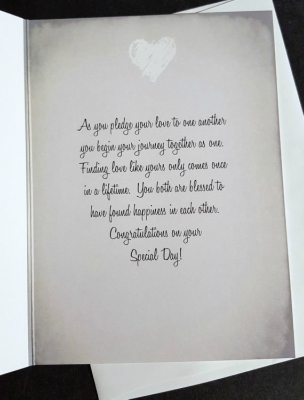 As you pledge your love to one another
you begin your journey together as one.
Finding love like yours only comes once
in a lifetime. You both are blessed to
have found happiness in each other.
Congratulations on your
Special Day!